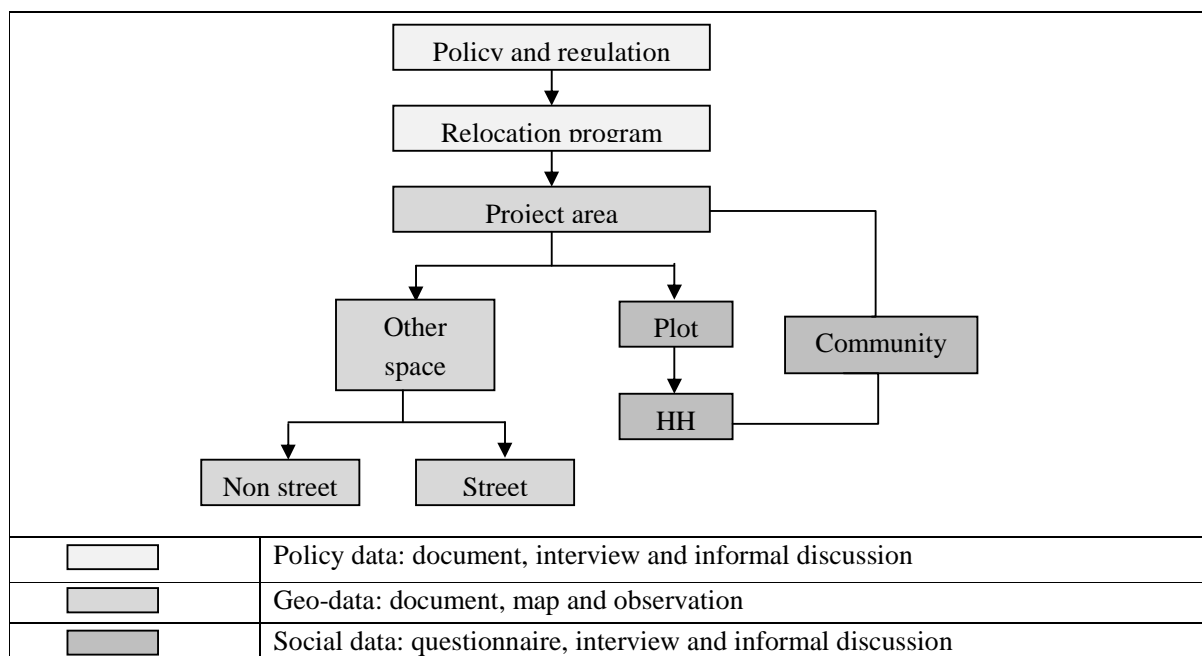 Policy and regulation
Relocation program
Project area
Other
space
Plot
Community
HH
Non street
Street
Policy data: document, interview and informal discussion
Geo-data: document, map and observation
Social data: questionnaire, interview and informal discussion